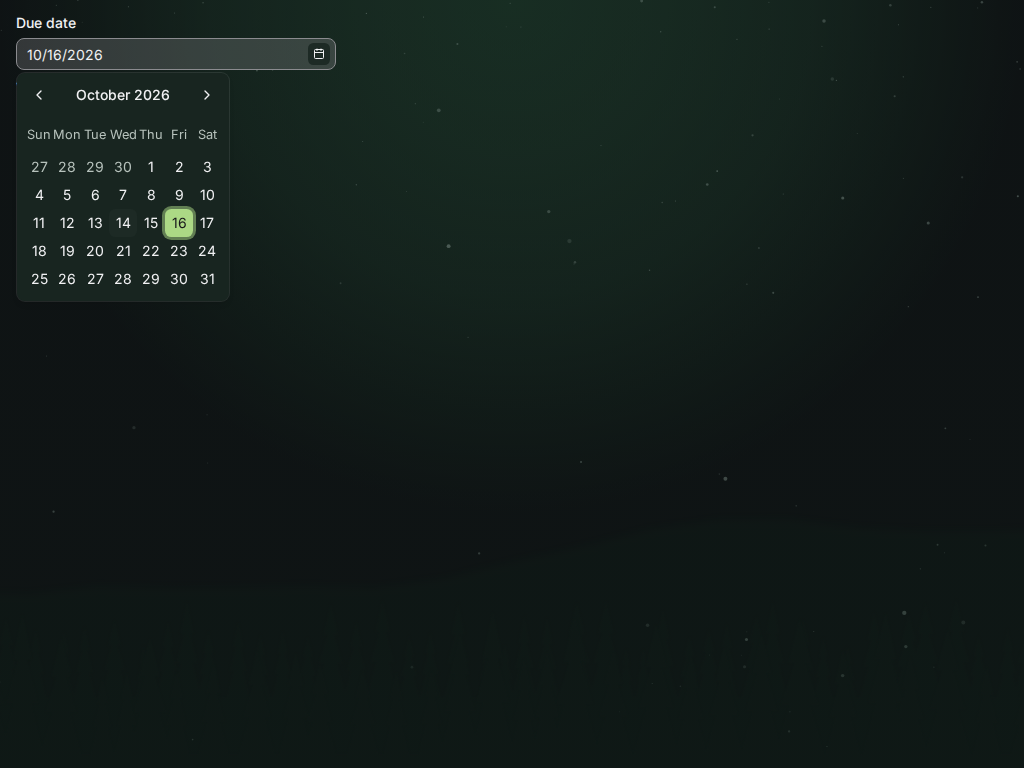 Due date
10/16/2026
October 2026
Sun Mon Tue Wed Thu Fri Sat
27 28 29 30 1 2 3
4 5 6 7 8 9 10
11 12 13 14 15 16 17
18 19 20 21 22 23 24
25 26 27 28 29 30 31